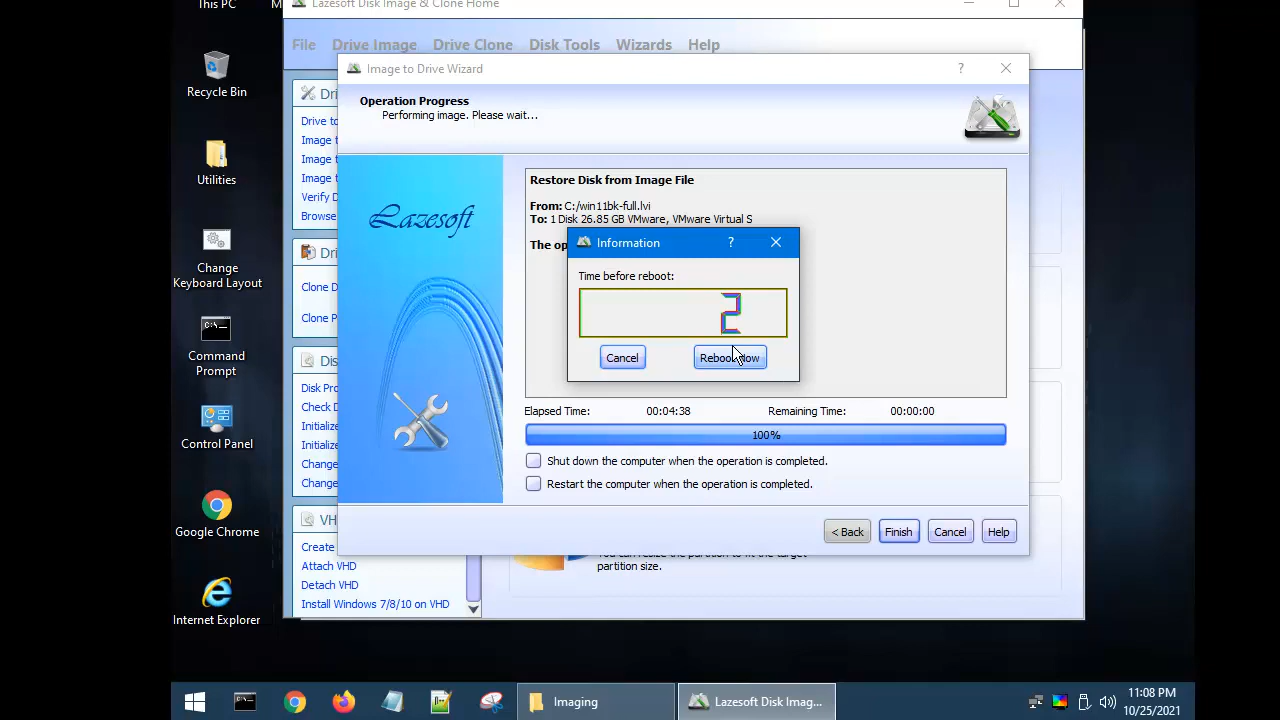 This PC
Lazesoft Disk Image & Clone Home
File Drive Image Drive Clone Disk Tools Wizards Help
Image to Drive Wizard
?
Operation Progress
Performing image. Please wait...
Recycle Bin
Utilities
Change
Keyboard Layout
Command
Prompt
Control Panel
Google Chrome
Internet Explorer
Drive to
Image t
Image t
Image t
Verify D
Browse
Clone D
Clone P
Disk Pro
Check D
Initialize
Initialize
Change
Change
VH
Create
Attach VHD
Detach VHD
Install Windows 7/8/10 on VHD
Lazesoft
Restore Disk from Image File
From: C:/win11bk-full.lvi
To: 1 Disk 26.85 GB VMware, VMware Virtual S
The op
Information
?
Time before reboot:
2
Cancel
Elapsed Time: 00:04:38 Remaining Time: 00:00:00
100%
Shut down the computer when the operation is completed.
Restart the computer when the operation is completed.
< Back Finish Cancel Help
You can resize the partition to fit the target
partition size.
Imaging
Lazesoft Disk Imag...
11:08 PM
10/25/2021